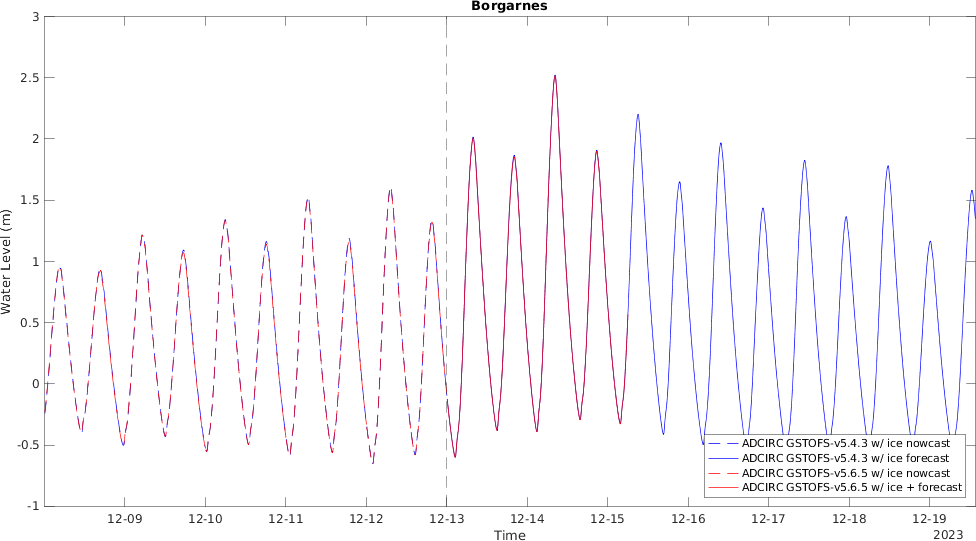 Borgarnes
3
2.5
2
1.5
1
0.5
0
-0.5
-1
Water Level (m)
ADCIRC GSTOFS-v5.4.3 w/ ice nowcast
ADCIRC GSTOFS-v5.4.3 w/ ice forecast
ADCIRC GSTOFS-v5.6.5 w/ ice nowcast
ADCIRC GSTOFS-v5.6.5 w/ ice + forecast
12-09 12-10 12-11 12-12 12-13 12-14 12-15 12-16 12-17 12-18 12-19
Time
2023